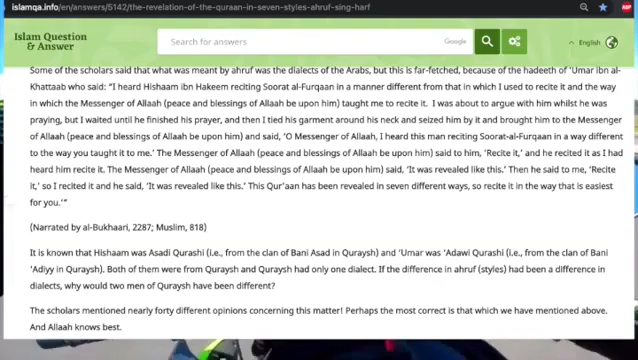 islamqa.info/en/answers/5142/the-revelation-of-the-quraan-in-seven-styles-ahruf-sing-harf
ABP
Islam Question
& Answer
Search for answers
Google
English
Some of the scholars said that what was meant by ahruf was the dialects of the Arabs, but this is far-fetched, because of the hadeeth of 'Umar ibn al-
Khattaab who said: "I heard Hishaam ibn Hakeem reciting Soorat al-Furqaan in a manner different from that in which I used to recite it and the way
in which the Messenger of Allaah (peace and blessings of Allaah be upon him) taught me to recite it. I was about to argue with him whilst he was
praying, but I waited until he finished his prayer, and then I tied his garment around his neck and seized him by it and brought him to the Messenger
of Allaah (peace and blessings of Allaah be upon him) and said, 'O Messenger of Allaah, I heard this man reciting Soorat-al-Furqaan in a way different
to the way you taught it to me.' The Messenger of Allaah (peace and blessings of Allaah be upon him) said to him, 'Recite it,' and he recited it as I had
heard him recite it. The Messenger of Allaah (peace and blessings of Allaah be upon him) said, 'It was revealed like this.' Then he said to me, 'Recite
it,' so I recited it and he said, 'It was revealed like this.' This Qur'aan has been revealed in seven different ways, so recite it in the way that is easiest
for you.'"
(Narrated by al-Bukhaari, 2287; Muslim, 818)
It is known that Hishaam was Asadi Qurashi (i.e., from the clan of Bani Asad in Quraysh) and 'Umar was 'Adawi Qurashi (i.e., from the clan of Bani
'Adiyy in Quraysh). Both of them were from Quraysh and Quraysh had only one dialect. If the difference in ahruf (styles) had been a difference in
dialects, why would two men of Quraysh have been different?
The scholars mentioned nearly forty different opinions concerning this matter! Perhaps the most correct is that which we have mentioned above.
And Allaah knows best.